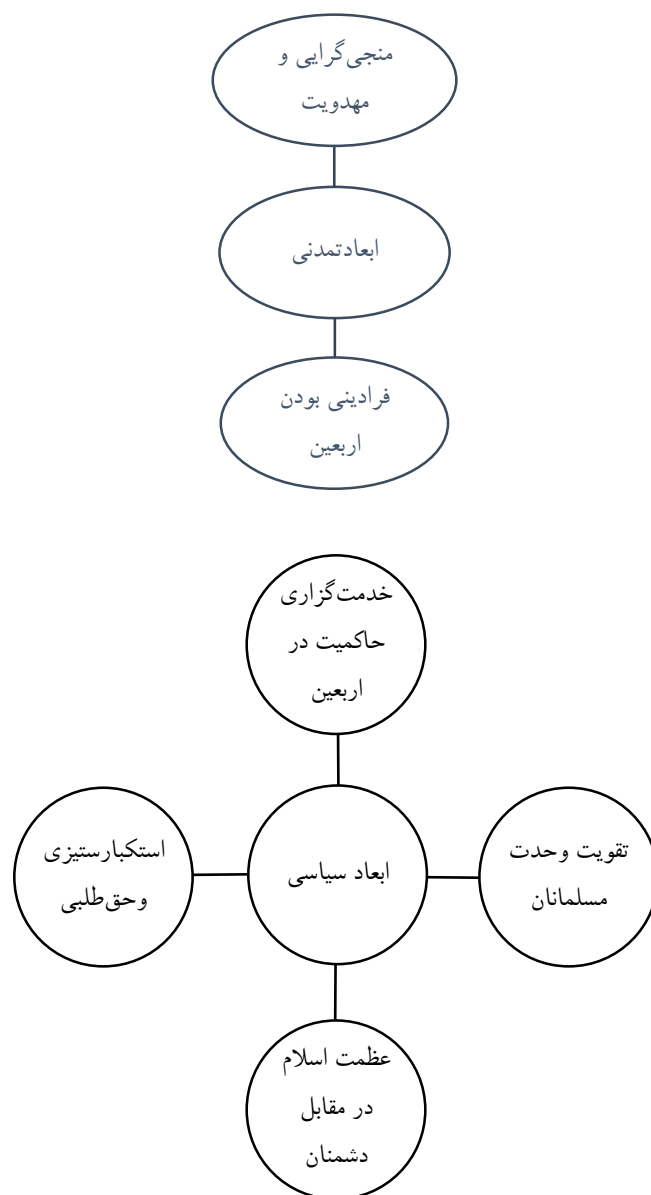 منجی‌گرایی و
مهدویت
ابعادتمدنی
فرادینی بودن
اربعین
خدمت‌گزاری
حاکمیت در
اربعین
تقویت وحدت
مسلمانان
ابعاد سیاسی
استکبارستیزی
وحق‌طلبی
عظمت اسلام
در مقابل
دشمنان